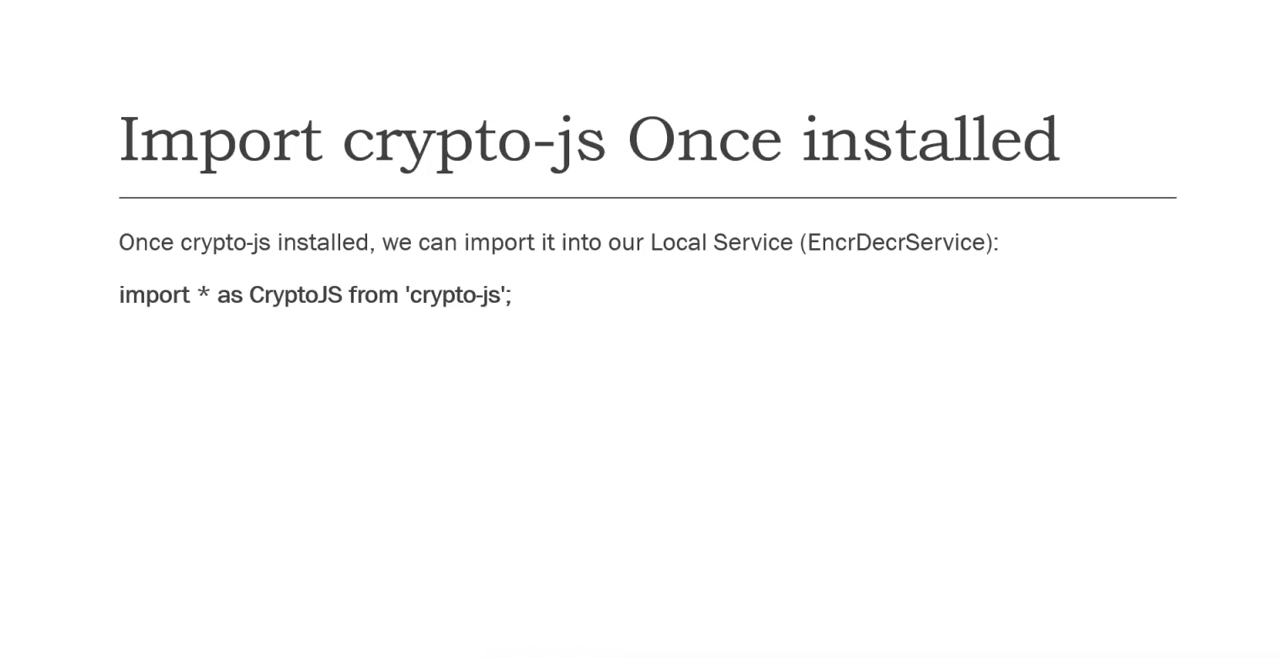 Import crypto-js Once installed
Once crypto-js installed, we can import it into our Local Service (EncrDecrService):
import * as CryptoJS from 'crypto-js';